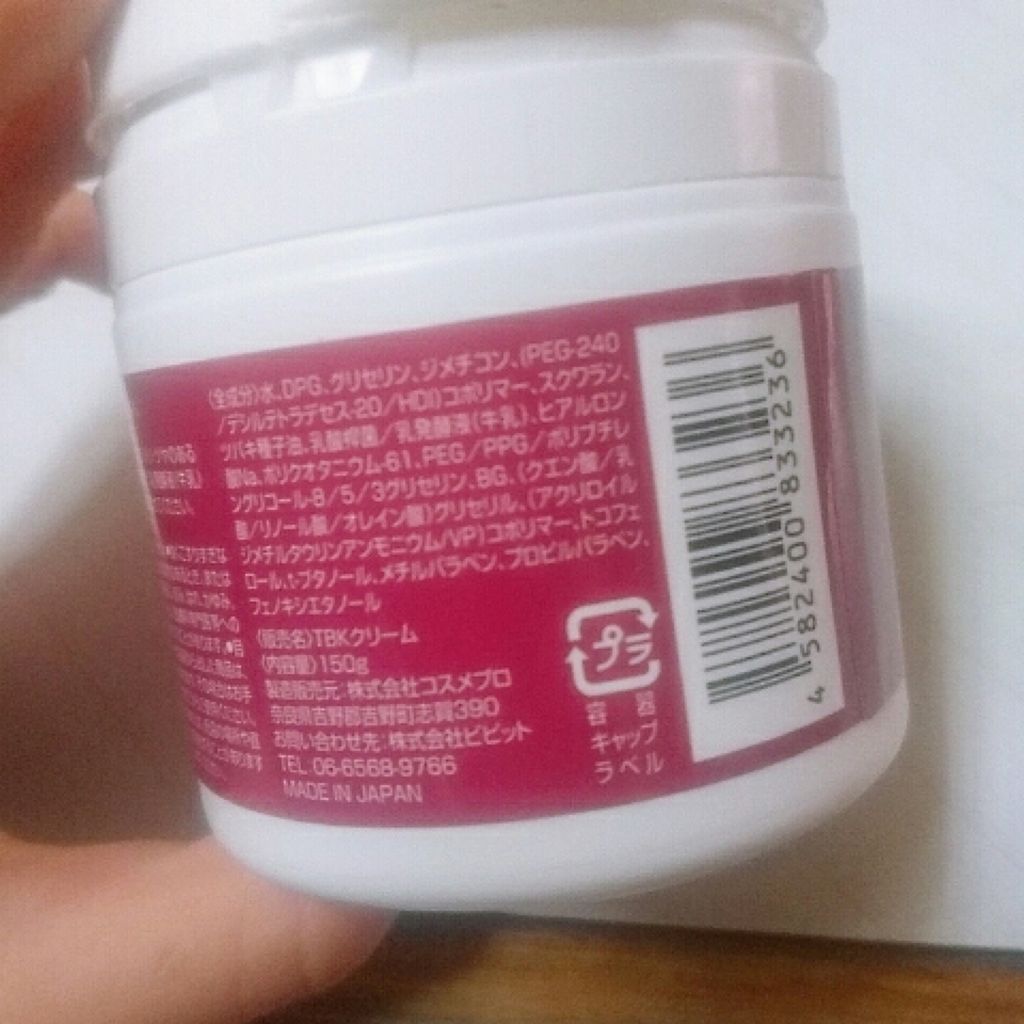 〈全成分〉水、DPG、グリセリン、ジメチコン、(PEG-240
/デシルテトラデセス-20/HDI)コポリマー、スクワラン、
ツバキ種子油、乳酸桿菌/乳発酵液(牛乳)、ヒアルロン
酸Na、ポリクオタニウム-61、PEG/PPG/ポリブチレ
ングリコール-8/5/3グリセリン、BG、(クエン酸/乳
酸/リノール酸/オレイン酸)グリセリル、(アクリロイル
ジメチルタウリンアンモニウム/VP)コポリマー、トコフェ
ロール、t-ブタノール、メチルパラベン、プロピルパラベン、
フェノキシエタノール
〈販売名〉TBKクリーム
〈内容量〉150g
製造販売元:株式会社コスメプロ
奈良県吉野郡吉野町志賀390
お問い合わせ先:株式会社ビビット
TEL 06-6568-9766
MADE IN JAPAN
プラ
容器
キャップ
ラベル
4 582400 833236